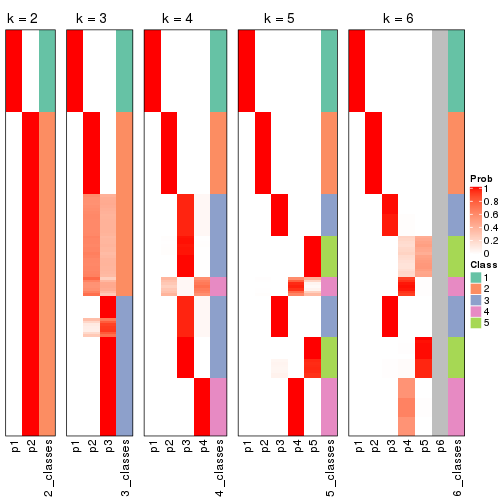 k = 2
k = 3
k = 4
k = 5
k = 6
p1
p2
2_classes
p1
p2
p3
3_classes
p1
p2
p3
p4
4_classes
p1
p2
p3
p4
p5
5_classes
p1
p2
p3
p4
p5
p6
6_classes
Prob
1
0.8
0.6
0.4
0.2
0
Class
1
2
3
4
5